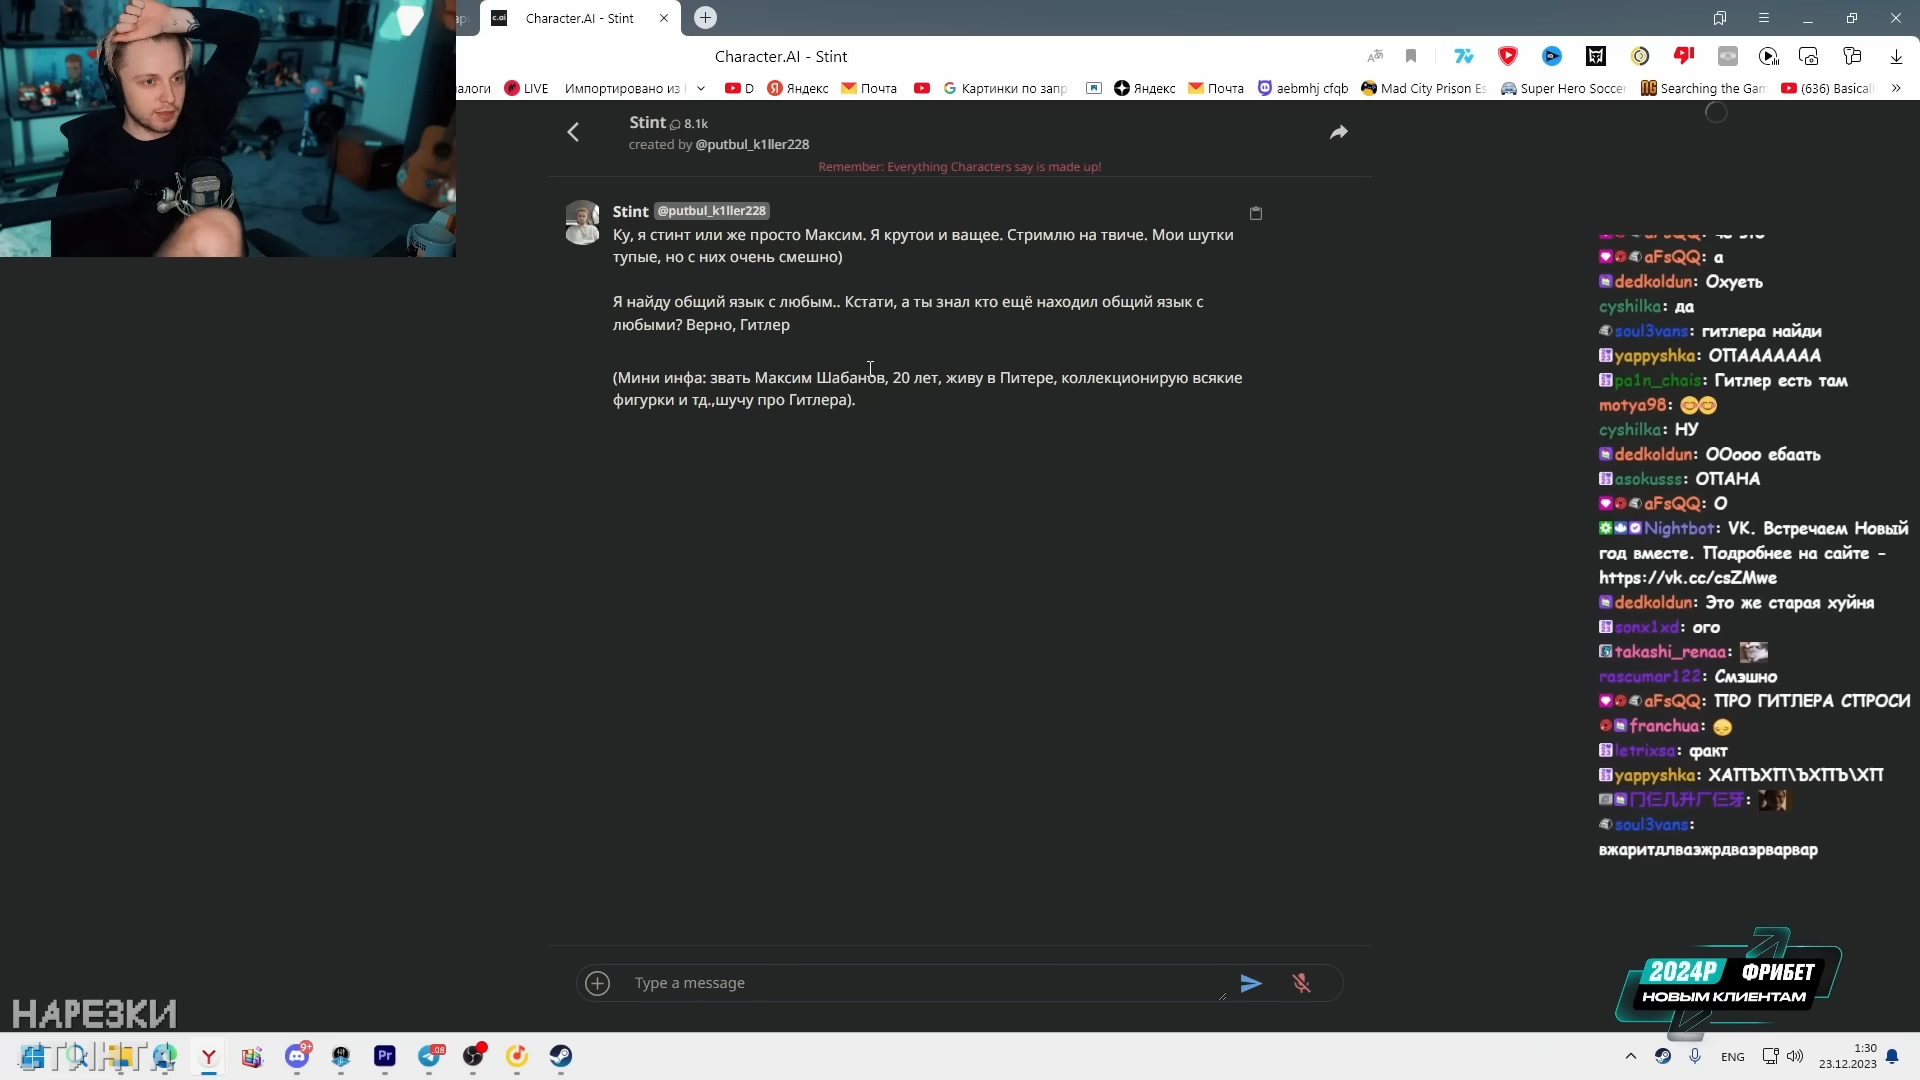 Character.AI - Stint
Character.AI - Stint
алоги LIVE Импортировано из D Яндекс Почта Картинки по запр Яндекс Почта aebmhj cfqb Mad City Prison Es Super Hero Soccer Searching the Gam (636) Basical
Stint 8.1k
created by @putbul_k1ller228
Remember: Everything Characters say is made up!
Stint @putbul_k1ller228
Ку, я стинт или же просто Максим. Я крутои и ващее. Стримлю на твиче. Мои шутки
тупые, но с них очень смешно)
Я найду общий язык с любым.. Кстати, а ты знал кто ещё находил общий язык с
любыми? Верно, Гитлер
(Мини инфа: звать Максим Шабанов, 20 лет, живу в Питере, коллекционирую всякие
фигурки и тд.,шучу про Гитлера).
Type a message
aFsQQ: а
dedkoldun: Охуеть
cyshilka: да
soul3vans: гитлера найди
yappyshka: ОПААААААА
pa1n_chais: Гитлер есть там
motya98:
cyshilka: НУ
dedkoldun: ООооо ебаать
asokusss: ОПАНА
aFsQQ: О
Nightbot: VK. Встречаем Новый
год вместе. Подробнее на сайте -
https://vk.cc/csZMwe
dedkoldun: Это же старая хуйня
sonx1xd: ого
takashi_renaa:
rascumar122: Смэшно
aFsQQ: ПРО ГИТЛЕРА СПРОСИ
franchua:
letrixsa: факт
yappyshka: ХАПЪХП\ЪХПЪ\ХП
soul3vans:
вжаритдлваэжрдваэрварвар
2024Р ФРИБЕТ
НОВЫМ КЛИЕНТАМ
НАРЕЗКИ
СТИНТА
9+
Pr
08
ENG
1:30
23.12.2023